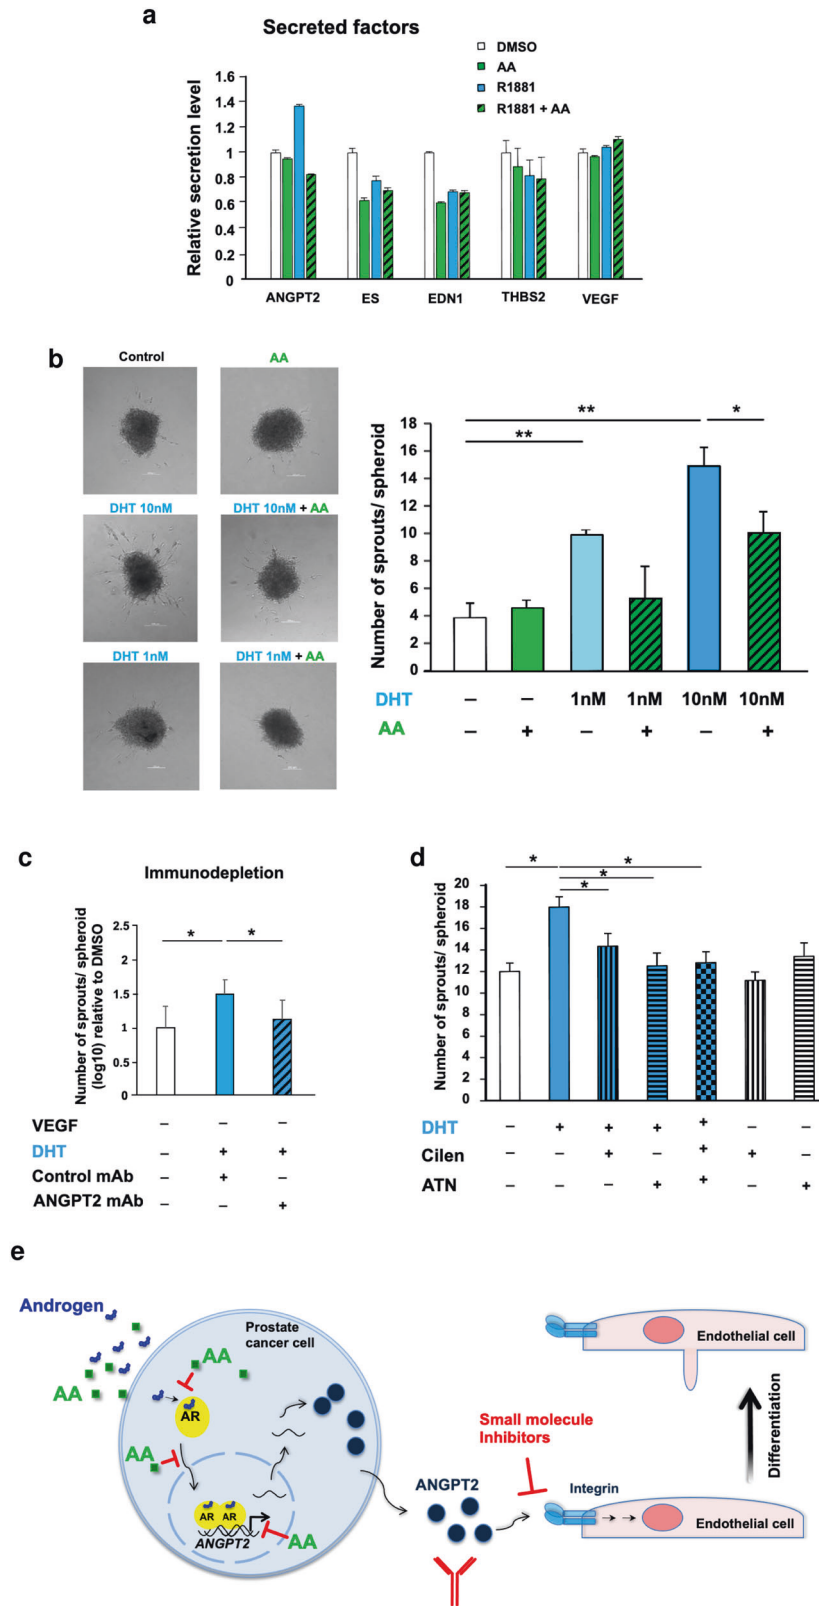 a
Secreted factors
DMSO
AA
R1881
R1881 + AA
Relative secretion level
1.6
1.4
1.2
1
0.8
0.6
0.4
0.2
0
ANGPT2 ES EDN1 THBS2 VEGF
b
Control AA
DHT 10nM DHT 10nM + AA
DHT 1nM DHT 1nM + AA
Number of sprouts/ spheroid
18
16
14
12
10
8
6
4
2
0
** *
**
DHT – – 1nM 1nM 10nM 10nM
AA – + – + – +
c
Immunodepletion
Number of sprouts/ spheroid
(log10) relative to DMSO
2.5
2
1.5
1
0.5
0
* *
VEGF – – –
DHT – + +
Control mAb – + –
ANGPT2 mAb – – +
d
Number of sprouts/ spheroid
20
18
16
14
12
10
8
6
4
2
0
* *
*
*
DHT – + + + + – –
Cilen – – + – + + –
ATN – – – + + – +
e
Androgen
AA
Prostate
cancer cell
AA
AR
AA
AR AR
ANGPT2
AA
ANGPT2
Small molecule
Inhibitors
Integrin
Endothelial cell
Differentiation
Endothelial cell